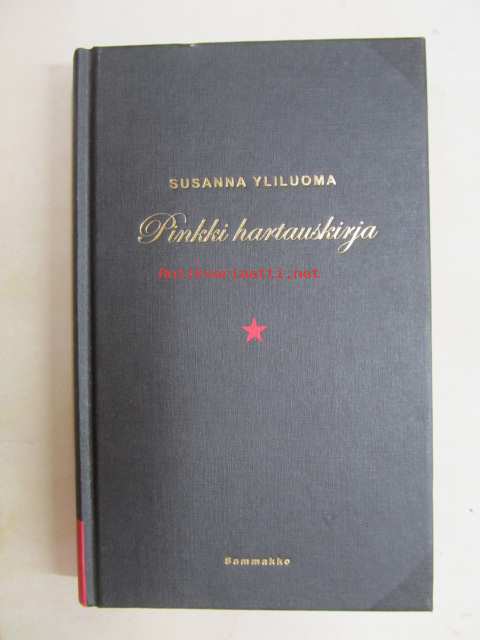 SUSANNA YLILUOMA
Pinkki hartauskirja
Antikvariaatti.net
Sammakko